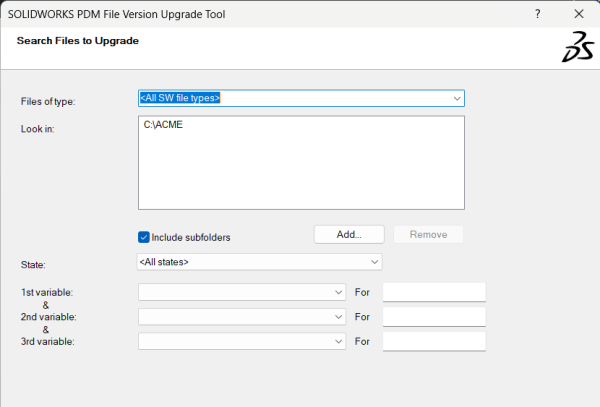 SOLIDWORKS PDM File Version Upgrade Tool ?
Search Files to Upgrade
Files of type: <All SW file types>
Look in: C:\ACME
Include subfolders Add... Remove
State: <All states>
1st variable: For
&
2nd variable: For
&
3rd variable: For